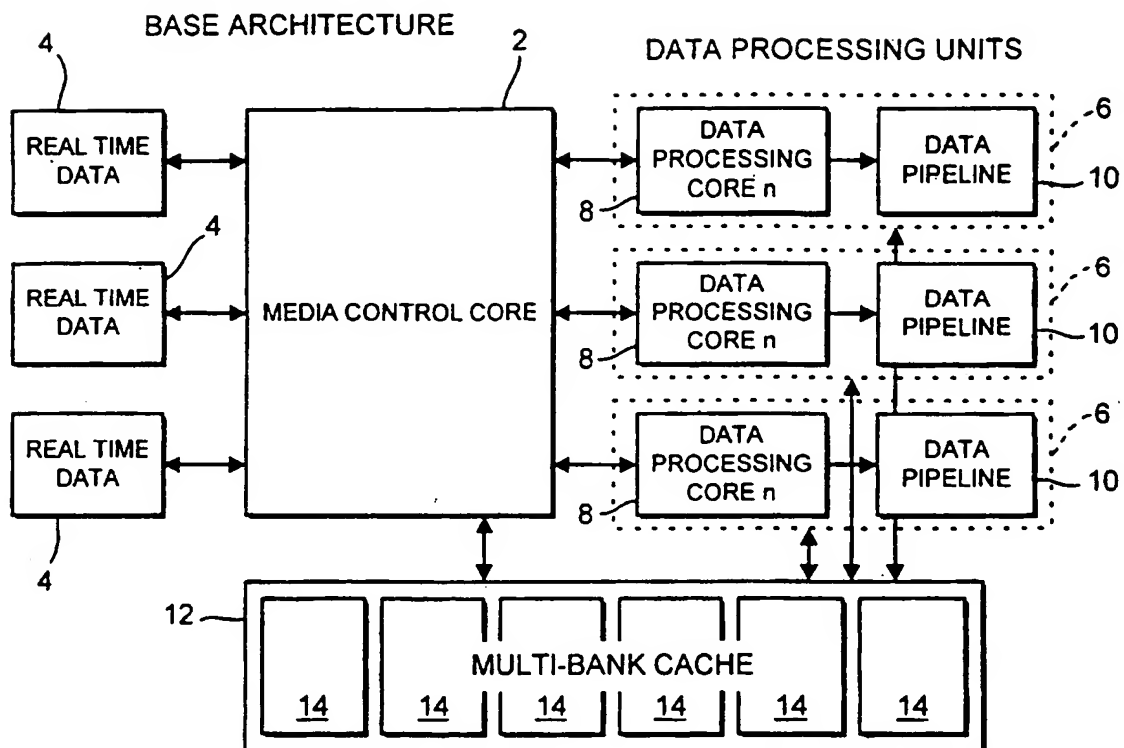 BASE ARCHITECTURE
DATA PROCESSING UNITS
4
2
REAL TIME
DATA
DATA
PROCESSING
CORE n
DATA
PIPELINE
6
8
10
4
REAL TIME
DATA
MEDIA CONTROL CORE
DATA
PROCESSING
CORE n
DATA
PIPELINE
6
8
10
REAL TIME
DATA
4
DATA
PROCESSING
CORE n
DATA
PIPELINE
6
8
10
12
MULTI-BANK CACHE
14
14
14
14
14
14